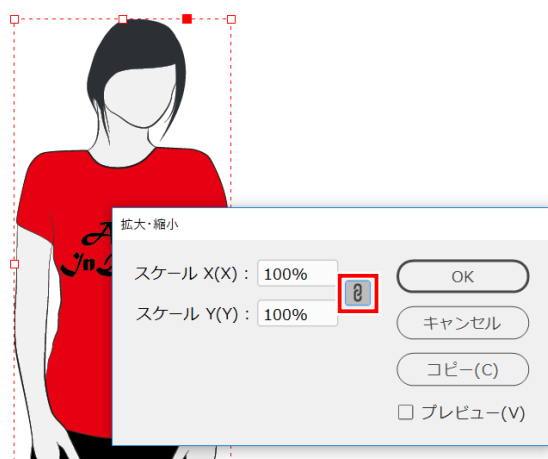 拡大・縮小
スケール X(X)： 100%
スケール Y(Y)： 100%
OK
キャンセル
コピー(C)
プレビュー(V)
A
In